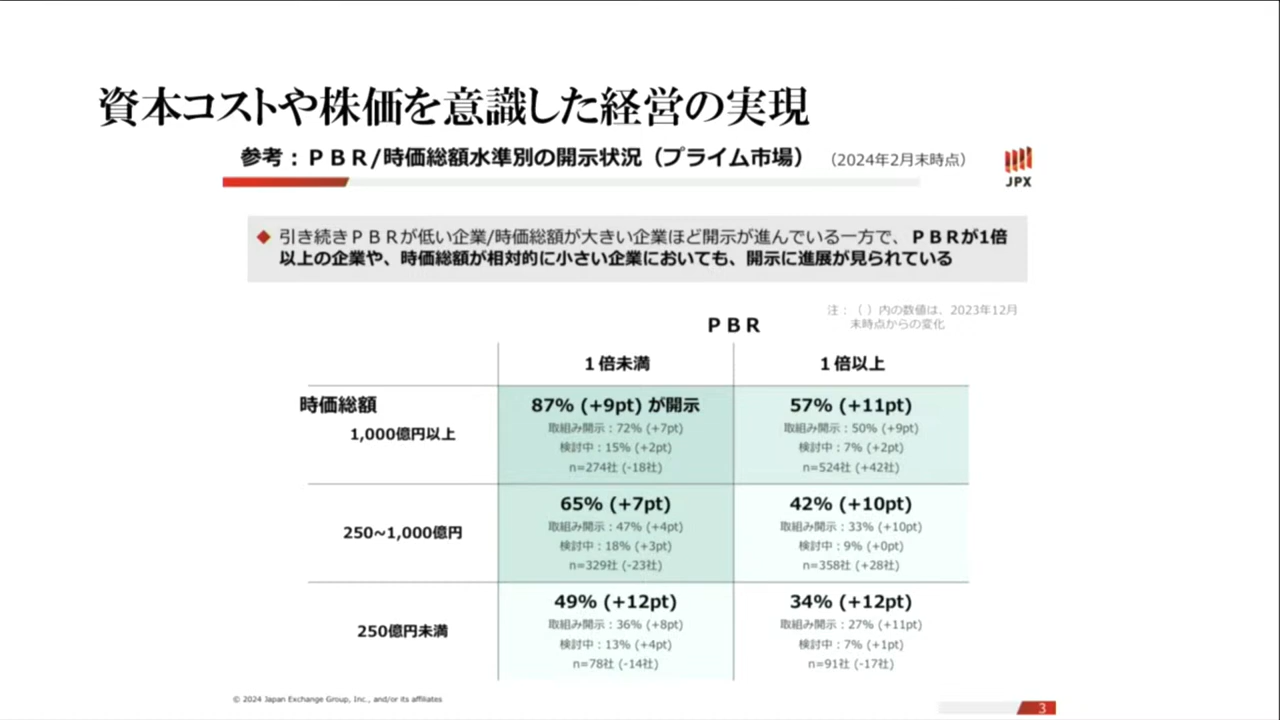 資本コストや株価を意識した経営の実現
参考：ＰＢＲ/時価総額水準別の開示状況（プライム市場） （2024年2月末時点）
JPX
◆ 引き続きＰＢＲが低い企業/時価総額が大きい企業ほど開示が進んでいる一方で、ＰＢＲが1倍
以上の企業や、時価総額が相対的に小さい企業においても、開示に進展が見られている
注：（ ）内の数値は、2023年12月
末時点からの変化
ＰＢＲ
１倍未満 １倍以上
時価総額
1,000億円以上
87% (+9pt) が開示
取組み開示：72% (+7pt)
検討中：15% (+2pt)
n=274社 (-18社)
57% (+11pt)
取組み開示：50% (+9pt)
検討中：7% (+2pt)
n=524社 (+42社)
250~1,000億円
65% (+7pt)
取組み開示：47% (+4pt)
検討中：18% (+3pt)
n=329社 (-23社)
42% (+10pt)
取組み開示：33% (+10pt)
検討中：9% (+0pt)
n=358社 (+28社)
250億円未満
49% (+12pt)
取組み開示：36% (+8pt)
検討中：13% (+4pt)
n=78社 (-14社)
34% (+12pt)
取組み開示：27% (+11pt)
検討中：7% (+1pt)
n=91社 (-17社)
© 2024 Japan Exchange Group, Inc., and/or its affiliates
3